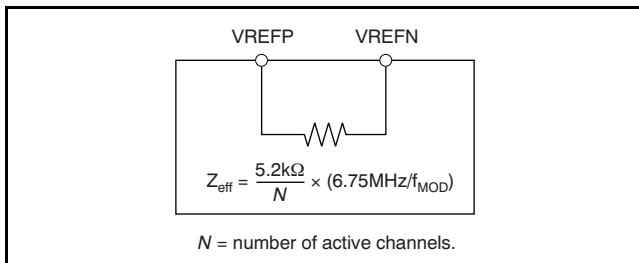 VREFP VREFN
Z_eff = 5.2kΩ/N × (6.75MHz/f_MOD)
N = number of active channels.